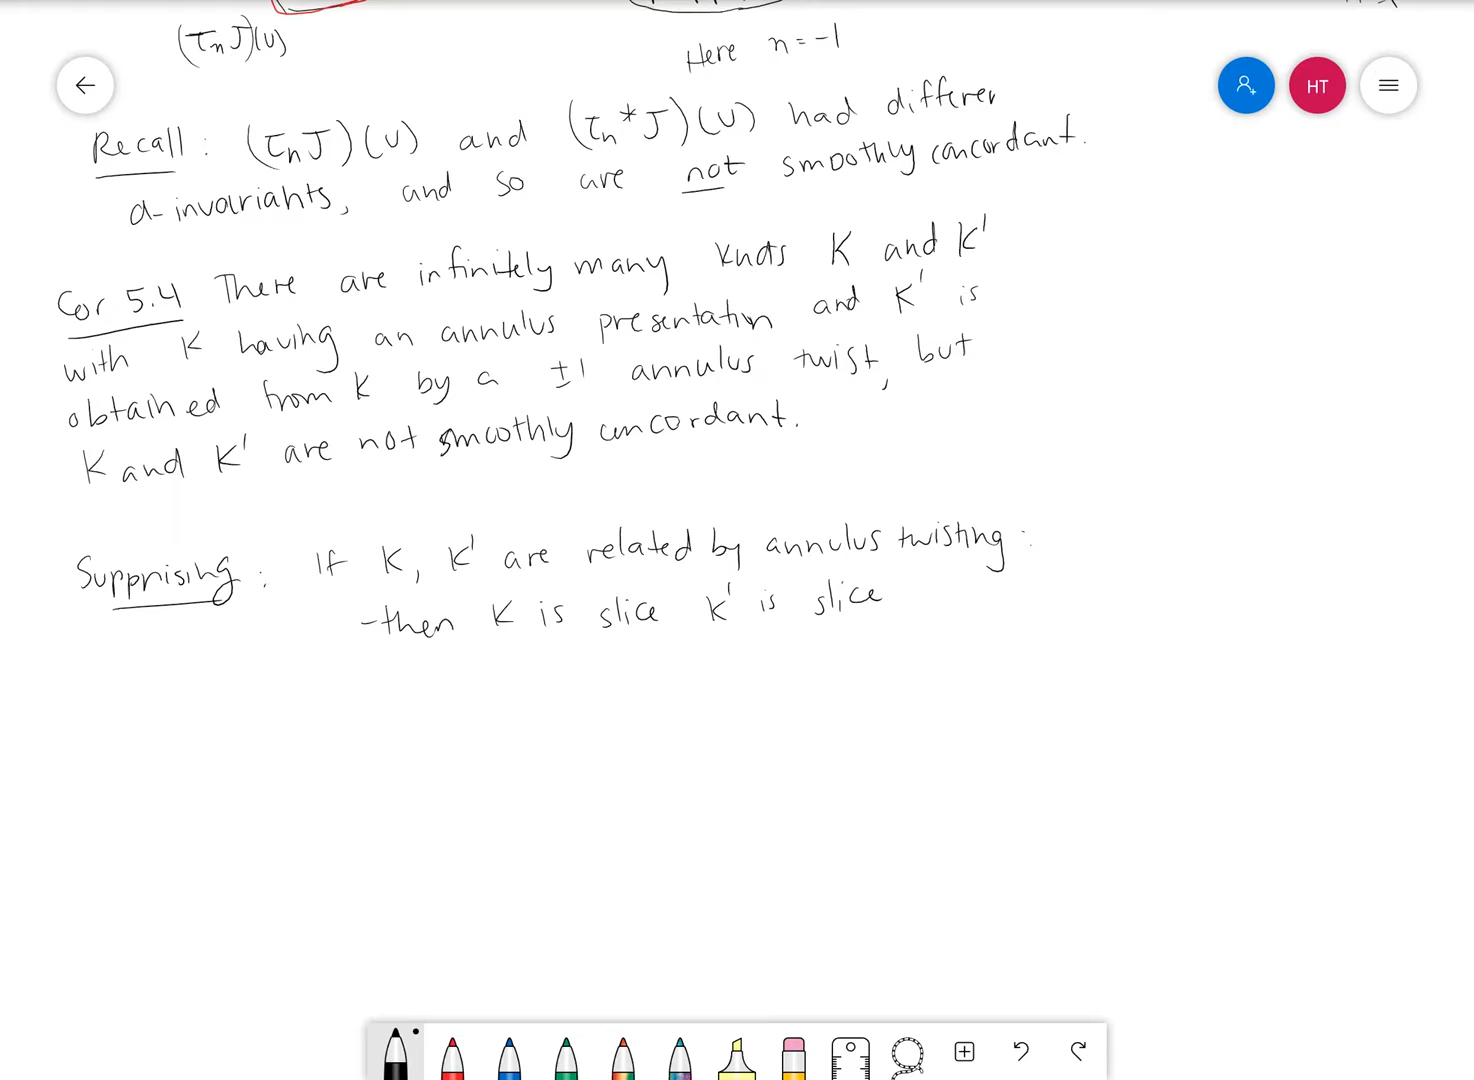 (τₙJ)(U)
Here n=-1
HT
Recall: (τₙJ)(U) and (τₙ*J)(U) had differen
d-invariants, and so are not smoothly concordant.
Cor 5.4 There are infinitely many knots K and K'
with K having an annulus presentation and K' is
obtained from K by a ±1 annulus twist, but
K and K' are not smoothly concordant.
Supprising: If K, K' are related by annulus twisting:
-then K is slice K' is slice